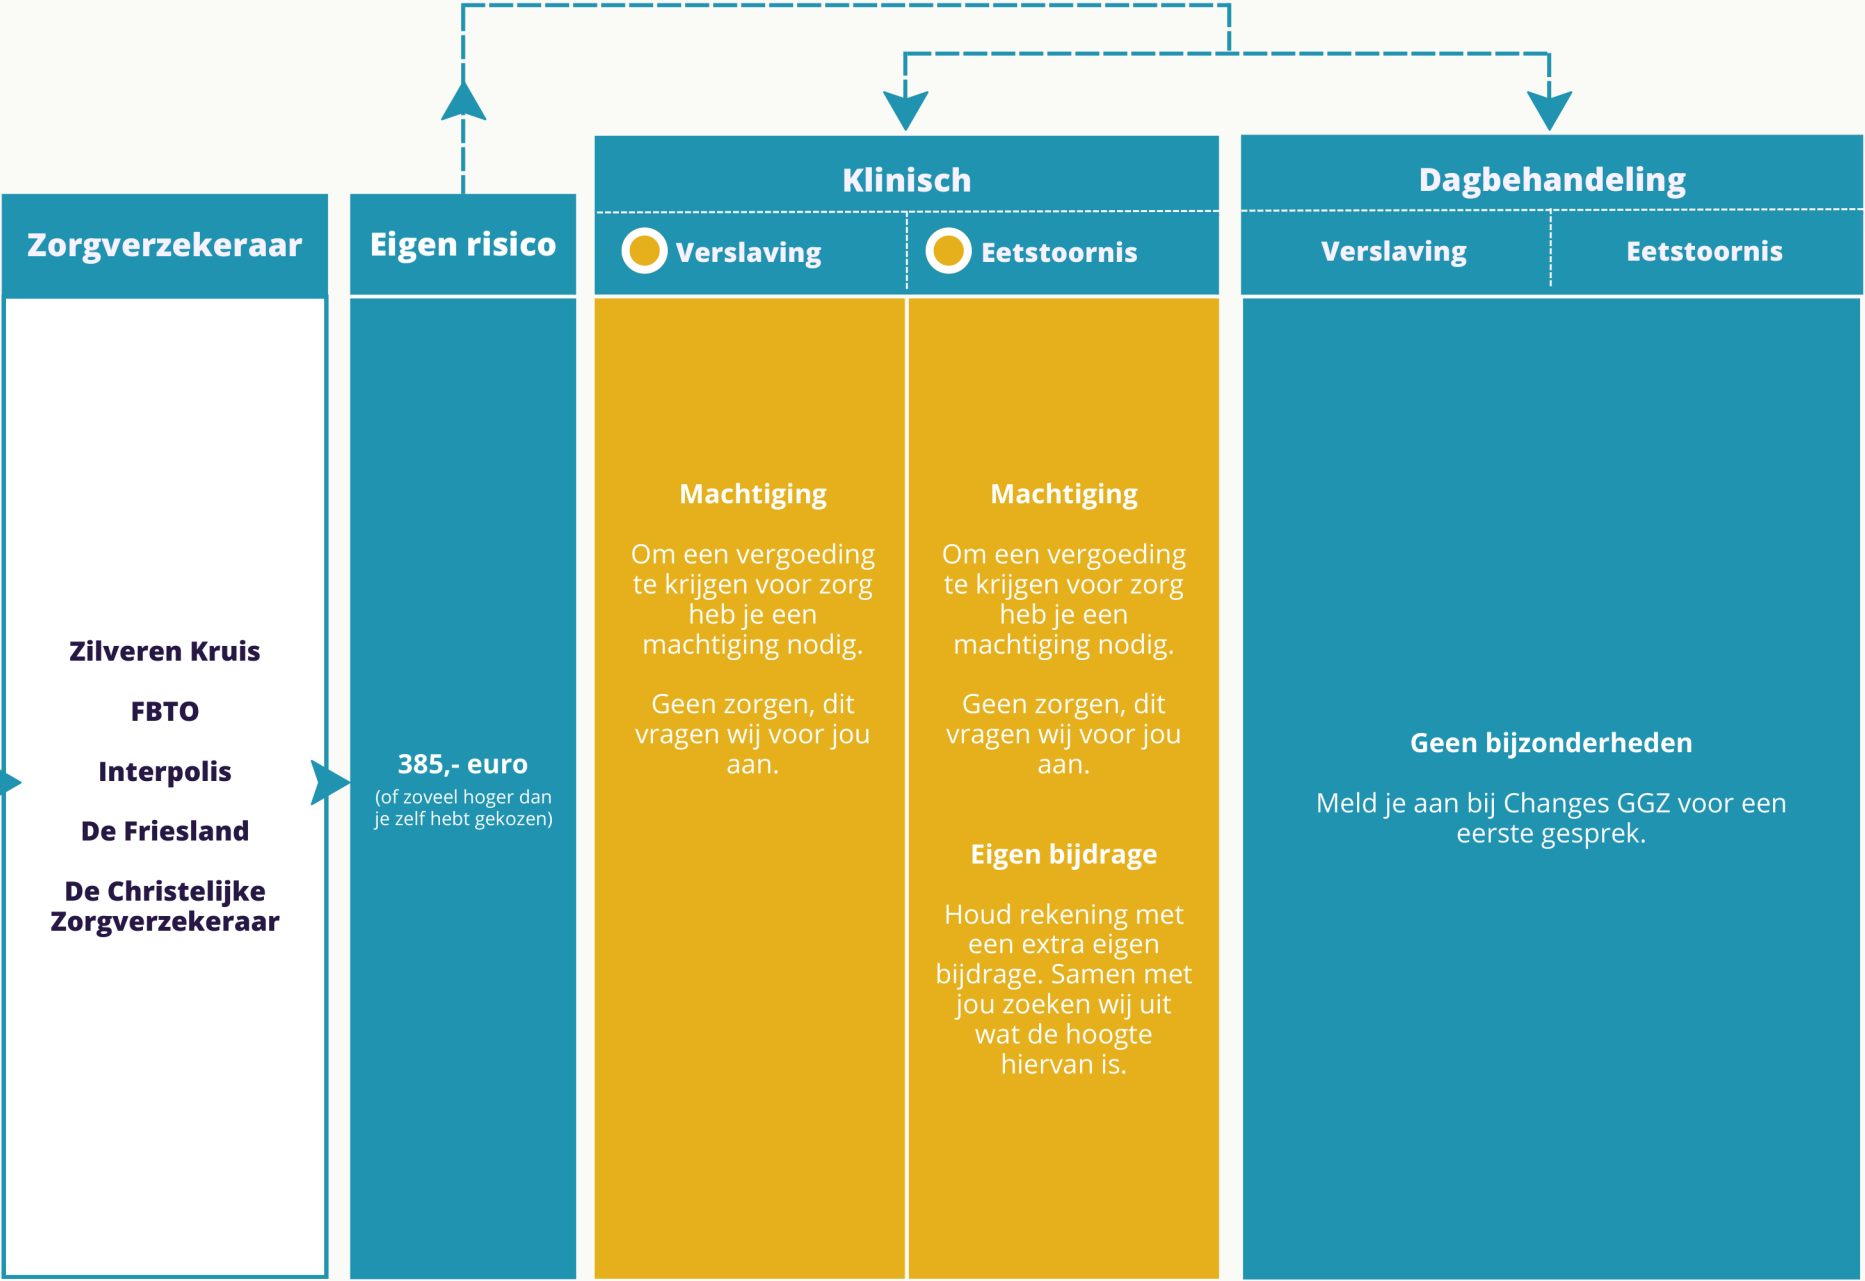 Zorgverzekeraar
Zilveren Kruis
FBTO
Interpolis
De Friesland
De Christelijke
Zorgverzekeraar
Eigen risico
385,- euro
(of zoveel hoger dan
je zelf hebt gekozen)
Klinisch
Verslaving
Machtiging
Om een vergoeding
te krijgen voor zorg
heb je een
machtiging nodig.
Geen zorgen, dit
vragen wij voor jou
aan.
Eetstoornis
Machtiging
Om een vergoeding
te krijgen voor zorg
heb je een
machtiging nodig.
Geen zorgen, dit
vragen wij voor jou
aan.
Eigen bijdrage
Houd rekening met
een extra eigen
bijdrage. Samen met
jou zoeken wij uit
wat de hoogte
hiervan is.
Dagbehandeling
Verslaving
Eetstoornis
Geen bijzonderheden
Meld je aan bij Changes GGZ voor een
eerste gesprek.